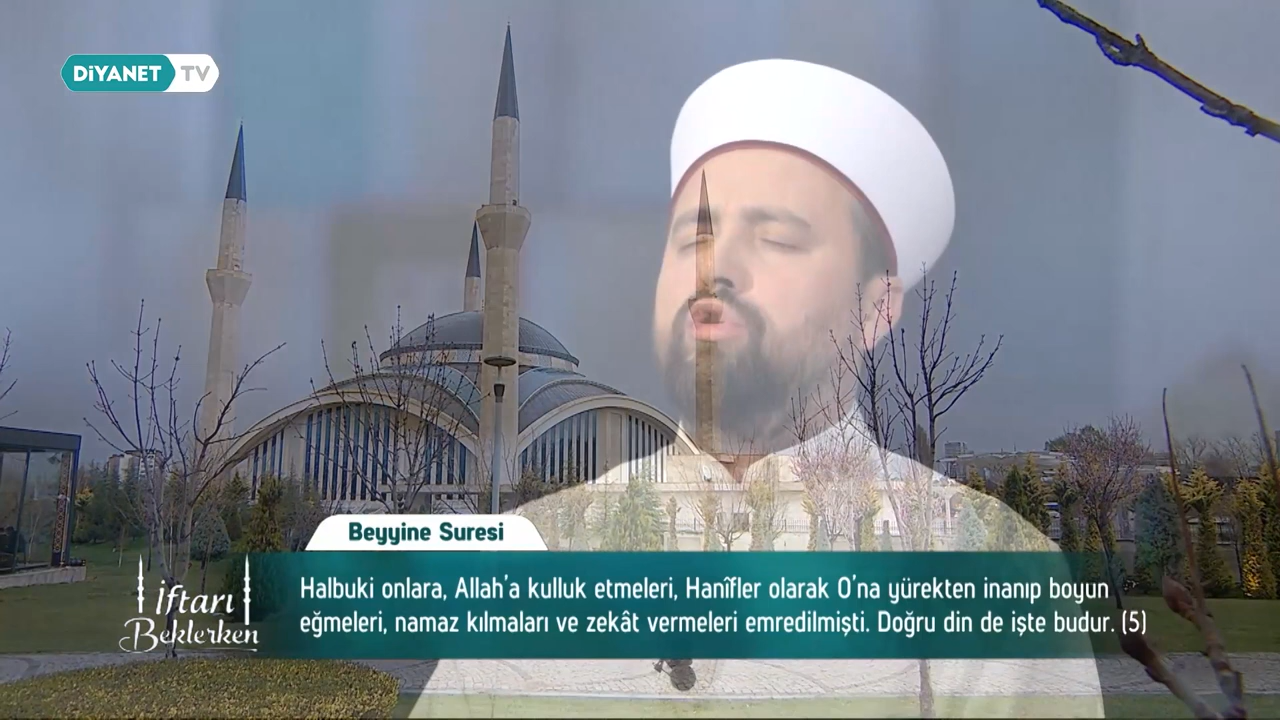 DİYANET TV
Beyyine Suresi
İftarı
Beklerken
Halbuki onlara, Allah'a kulluk etmeleri, Hanîfler olarak O'na yürekten inanıp boyun
eğmeleri, namaz kılmaları ve zekât vermeleri emredilmişti. Doğru din de işte budur. (5)